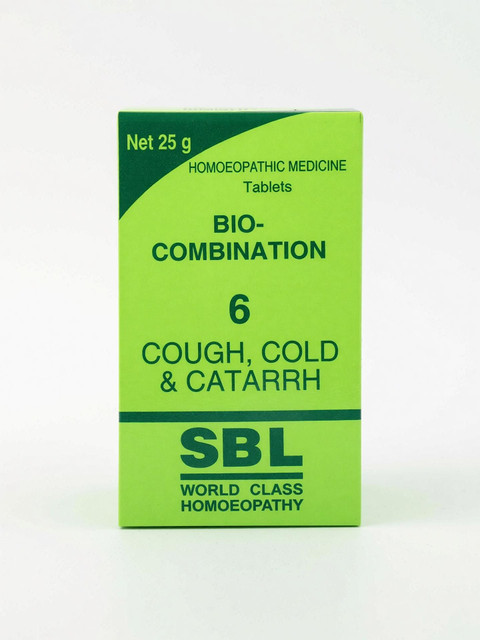 Net 25 g
HOMOEOPATHIC MEDICINE
Tablets
BIO-
COMBINATION
6
COUGH, COLD
& CATARRH
SBL
WORLD CLASS
HOMOEOPATHY